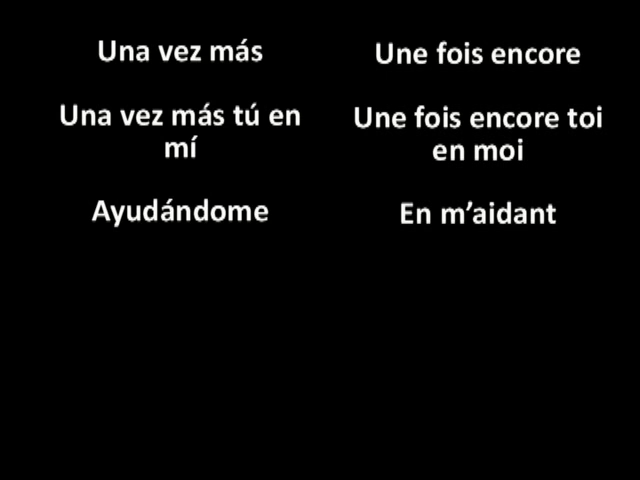 Una vez más
Une fois encore
Una vez más tú en
mí
Une fois encore toi
en moi
Ayudándome
En m’aidant